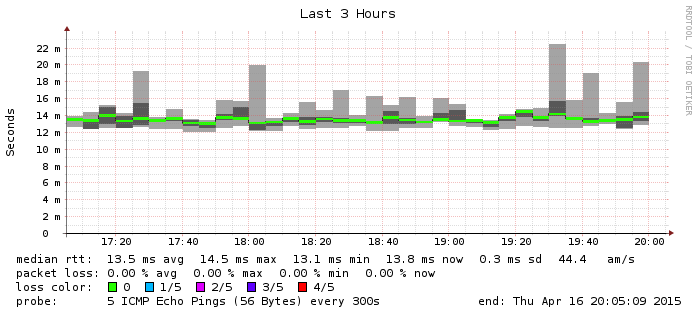 Last 3 Hours
RRDTOOL / TOBI OETIKER
Seconds
22 m
20 m
18 m
16 m
14 m
12 m
10 m
8 m
6 m
4 m
2 m
0
17:20 17:40 18:00 18:20 18:40 19:00 19:20 19:40 20:00
median rtt: 13.5 ms avg 14.5 ms max 13.1 ms min 13.8 ms now 0.3 ms sd 44.4 am/s
packet loss: 0.00 % avg 0.00 % max 0.00 % min 0.00 % now
loss color: 0 1/5 2/5 3/5 4/5
probe: 5 ICMP Echo Pings (56 Bytes) every 300s end: Thu Apr 16 20:05:09 2015